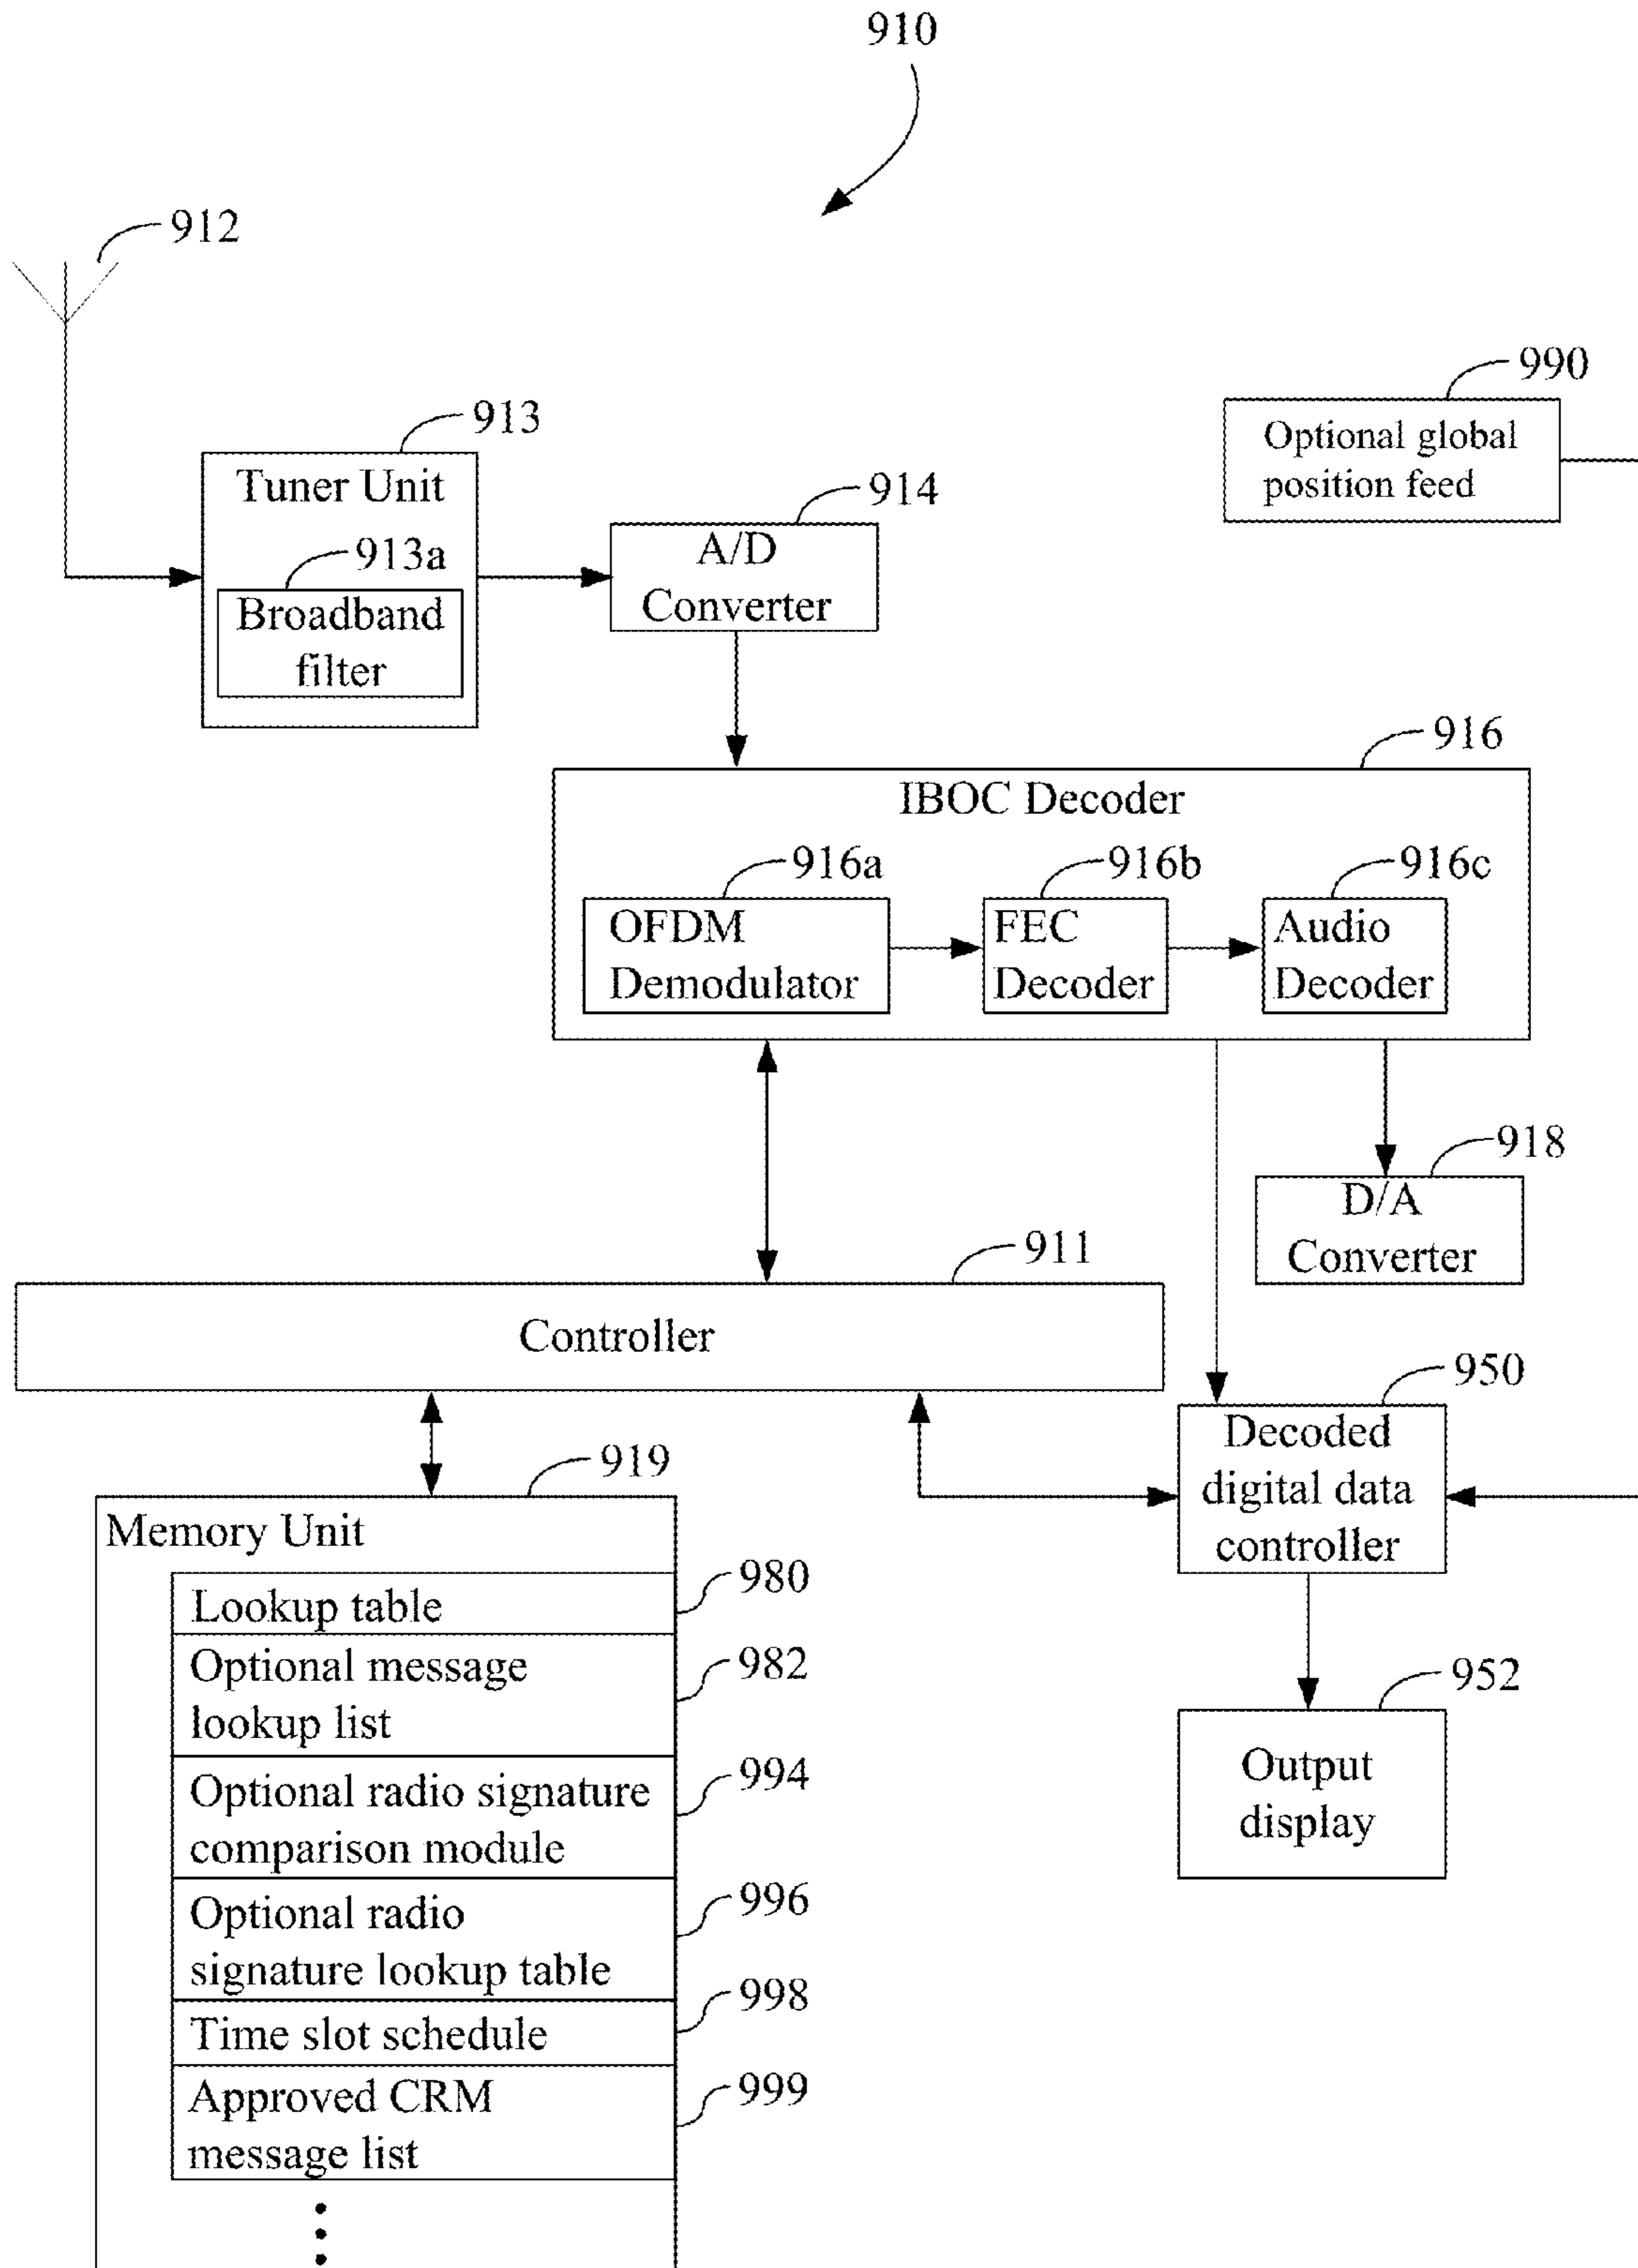 910
912
990
Optional global
position feed
913
Tuner Unit
913a
Broadband
filter
914
A/D
Converter
916
IBOC Decoder
916a
OFDM
Demodulator
916b
FEC
Decoder
916c
Audio
Decoder
918
D/A
Converter
911
Controller
950
Decoded
digital data
controller
919
Memory Unit
980
Lookup table
982
Optional message
lookup list
994
Optional radio signature
comparison module
996
Optional radio
signature lookup table
998
Time slot schedule
999
Approved CRM
message list
952
Output
display